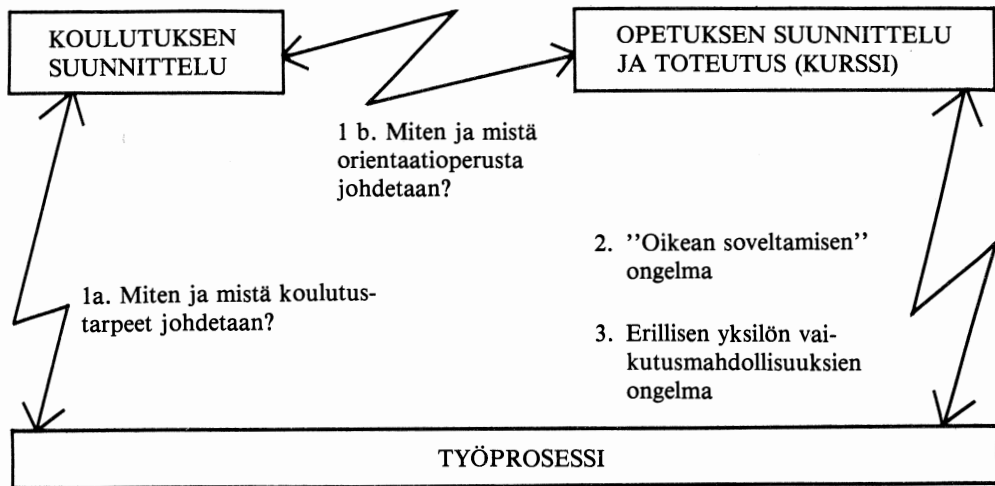 KOULUTUKSEN
SUUNNITTELU
OPETUKSEN SUUNNITTELU
JA TOTEUTUS (KURSSI)
1 b. Miten ja mistä
orientaatioperusta
johdetaan?
1a. Miten ja mistä koulutus-
tarpeet johdetaan?
2. ’’Oikean soveltamisen’’
ongelma
3. Erillisen yksilön vai-
kutusmahdollisuuksien
ongelma
TYÖPROSESSI